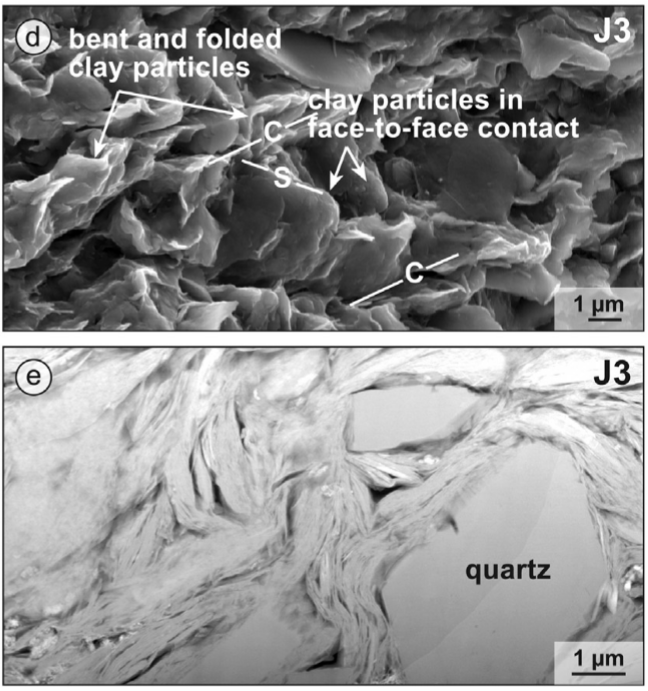 d
J3
bent and folded
clay particles
clay particles in
face-to-face contact
C
S
C
1 µm
e
J3
quartz
1 µm